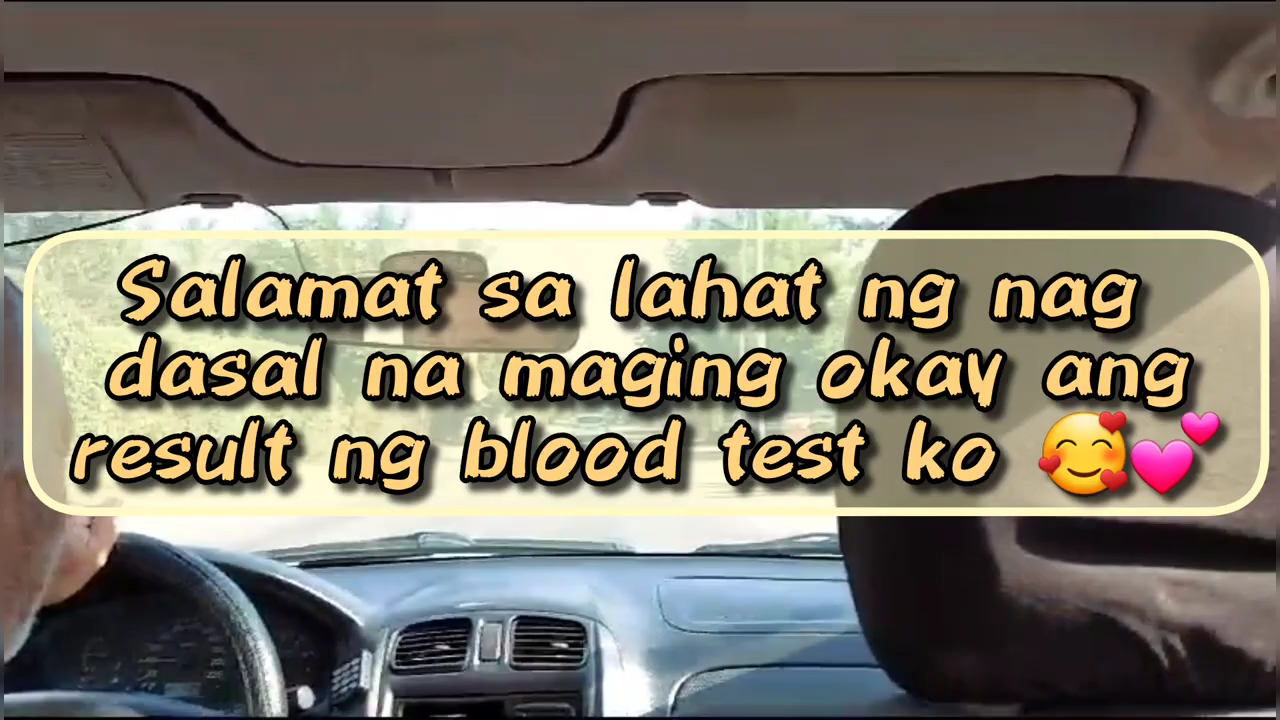 Salamat sa lahat ng nag
dasal na maging okay ang
result ng blood test ko 🥰💕